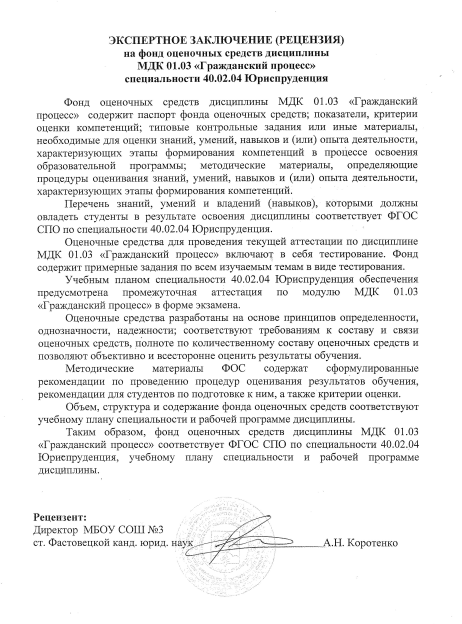 ЭКСПЕРТНОЕ ЗАКЛЮЧЕНИЕ (РЕЦЕНЗИЯ)
на фонд оценочных средств дисциплины
МДК 01.03 «Гражданский процесс»
специальности 40.02.04 Юриспруденция
Фонд оценочных средств дисциплины МДК 01.03 «Гражданский
процесс» содержит паспорт фонда оценочных средств; показатели, критерии
оценки компетенций; типовые контрольные задания или иные материалы,
необходимые для оценки знаний, умений, навыков и (или) опыта деятельности,
характеризующих этапы формирования компетенций в процессе освоения
образовательной программы; методические материалы, определяющие
процедуры оценивания знаний, умений, навыков и (или) опыта деятельности,
характеризующих этапы формирования компетенций.
Перечень знаний, умений и владений (навыков), которыми должны
овладеть студенты в результате освоения дисциплины соответствует ФГОС
СПО по специальности 40.02.04 Юриспруденция.
Оценочные средства для проведения текущей аттестации по дисциплине
МДК 01.03 «Гражданский процесс» включают в себя тестирование. Фонд
содержит примерные задания по всем изучаемым темам в виде тестирования.
Учебным планом специальности 40.02.04 Юриспруденция обеспечения
предусмотрена промежуточная аттестация по модулю МДК 01.03
«Гражданский процесс» в форме экзамена.
Оценочные средства разработаны на основе принципов определенности,
однозначности, надежности; соответствуют требованиям к составу и связи
оценочных средств, полноте по количественному составу оценочных средств и
позволяют объективно и всесторонне оценить результаты обучения.
Методические материалы ФОС содержат сформулированные
рекомендации по проведению процедур оценивания результатов обучения,
рекомендации для студентов по подготовке к ним, а также критерии оценки.
Объем, структура и содержание фонда оценочных средств соответствуют
учебному плану специальности и рабочей программе дисциплины.
Таким образом, фонд оценочных средств дисциплины МДК 01.03
«Гражданский процесс» соответствует ФГОС СПО по специальности 40.02.04
Юриспруденция, учебному плану специальности и рабочей программе
дисциплины.
Рецензент:
Директор МБОУ СОШ №3
ст. Фастовецкой канд. юрид. наук А.Н. Коротенко